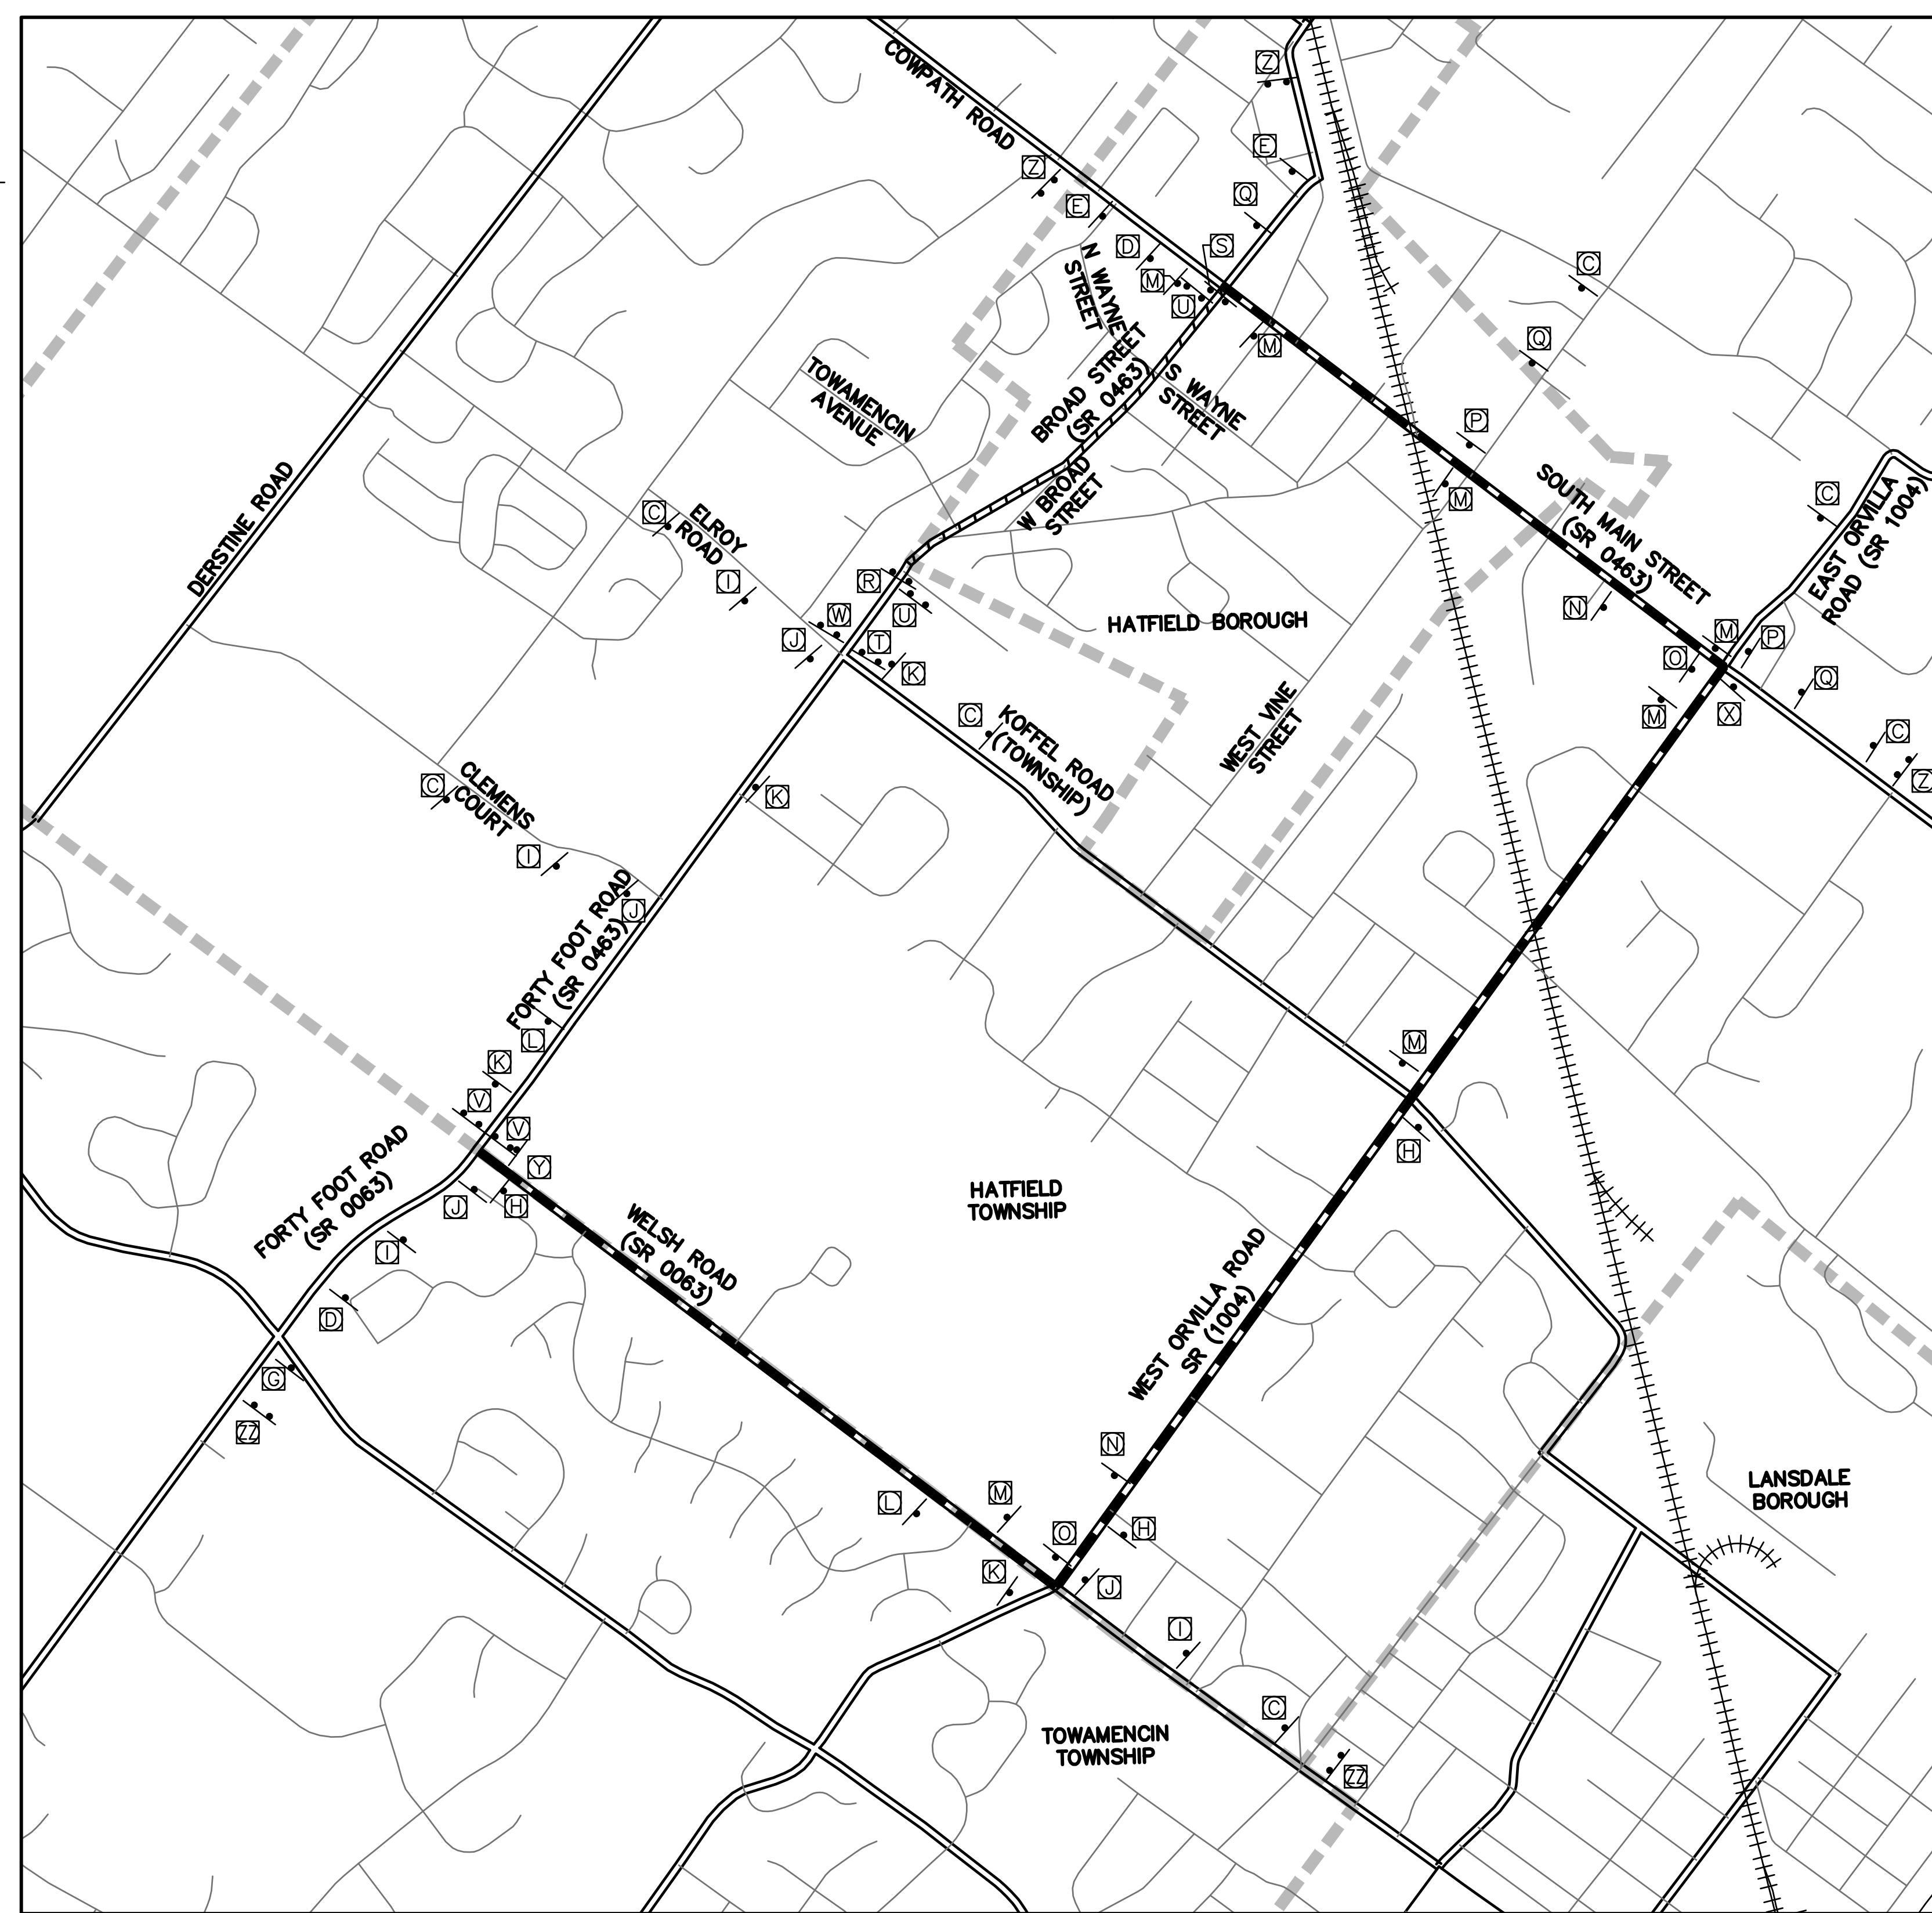 COWPATH ROAD
Z
E
Q
Z
E
D
S
M
U
M
N WAYNE
STREET
C
Q
P
M
BROAD STREET
(SR 0463)
S WAYNE
STREET
TOWAMENCIN
AVENUE
W BROAD
STREET
SOUTH MAIN STREET
(SR 0463)
C
EAST ORVILLA
ROAD (SR 1004)
DERSTINE ROAD
C
ELROY
ROAD
I
R
U
W
J
T
K
HATFIELD BOROUGH
N
M
P
O
Q
M
X
C
Z
C
KOFFEL ROAD
(TOWNSHIP)
WEST VINE
STREET
C
CLEMENS
COURT
K
I
J
FORTY FOOT ROAD
(SR 0463)
L
K
V
V
Y
H
J
M
H
FORTY FOOT ROAD
(SR 0063)
I
D
G
ZZ
HATFIELD
TOWNSHIP
WELSH ROAD
(SR 0063)
WEST ORVILLA ROAD
SR (1004)
N
L
M
O
H
K
J
LANSDALE
BOROUGH
I
C
TOWAMENCIN
TOWNSHIP
ZZ